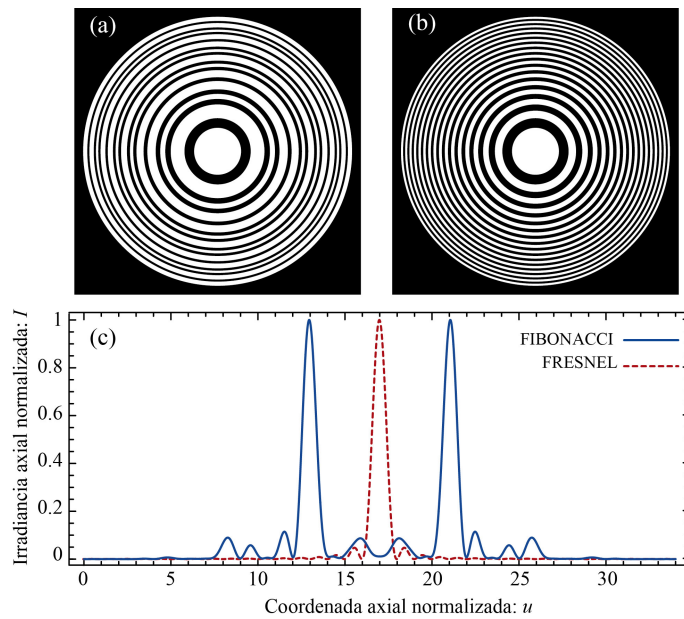 (a)
(b)
Irradiancia axial normalizada: I
1
0.8
0.6
0.4
0.2
0
(c)
FIBONACCI
FRESNEL
0 5 10 15 20 25 30
Coordenada axial normalizada: u